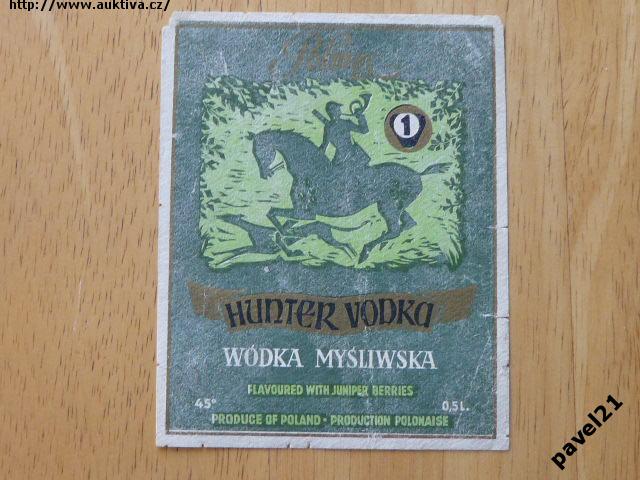 http://www.auktiva.cz/
Polmos
1
HUNTER VODKA
WÓDKA MYŚLIWSKA
FLAVOURED WITH JUNIPER BERRIES
45° 0,5L.
PRODUCE OF POLAND - PRODUCTION POLONAISE
pavel21